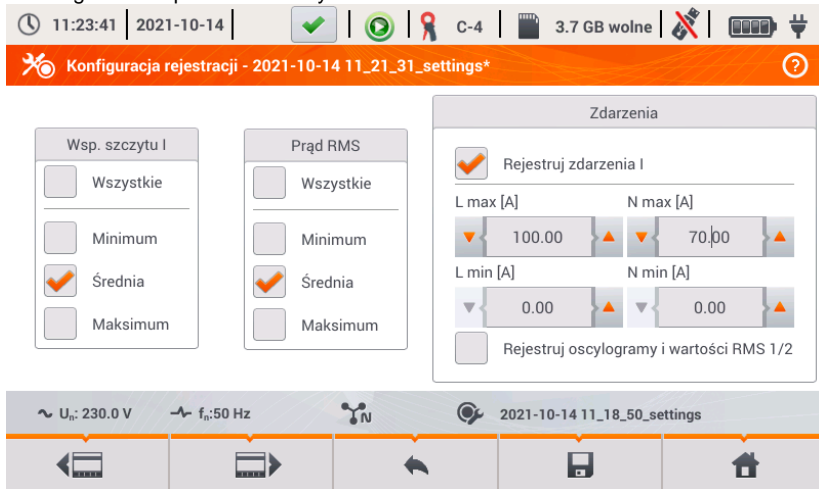 11:23:41 2021-10-14 C-4 3.7 GB wolne
Konfiguracja rejestracji - 2021-10-14 11_21_31_settings*
Wsp. szczytu I
Wszystkie
Minimum
Średnia
Maksimum
Prąd RMS
Wszystkie
Minimum
Średnia
Maksimum
Zdarzenia
Rejestruj zdarzenia I
L max [A] N max [A]
100.00 70.00
L min [A] N min [A]
0.00 0.00
Rejestruj oscylogramy i wartości RMS 1/2
Un: 230.0 V fn:50 Hz N 2021-10-14 11_18_50_settings